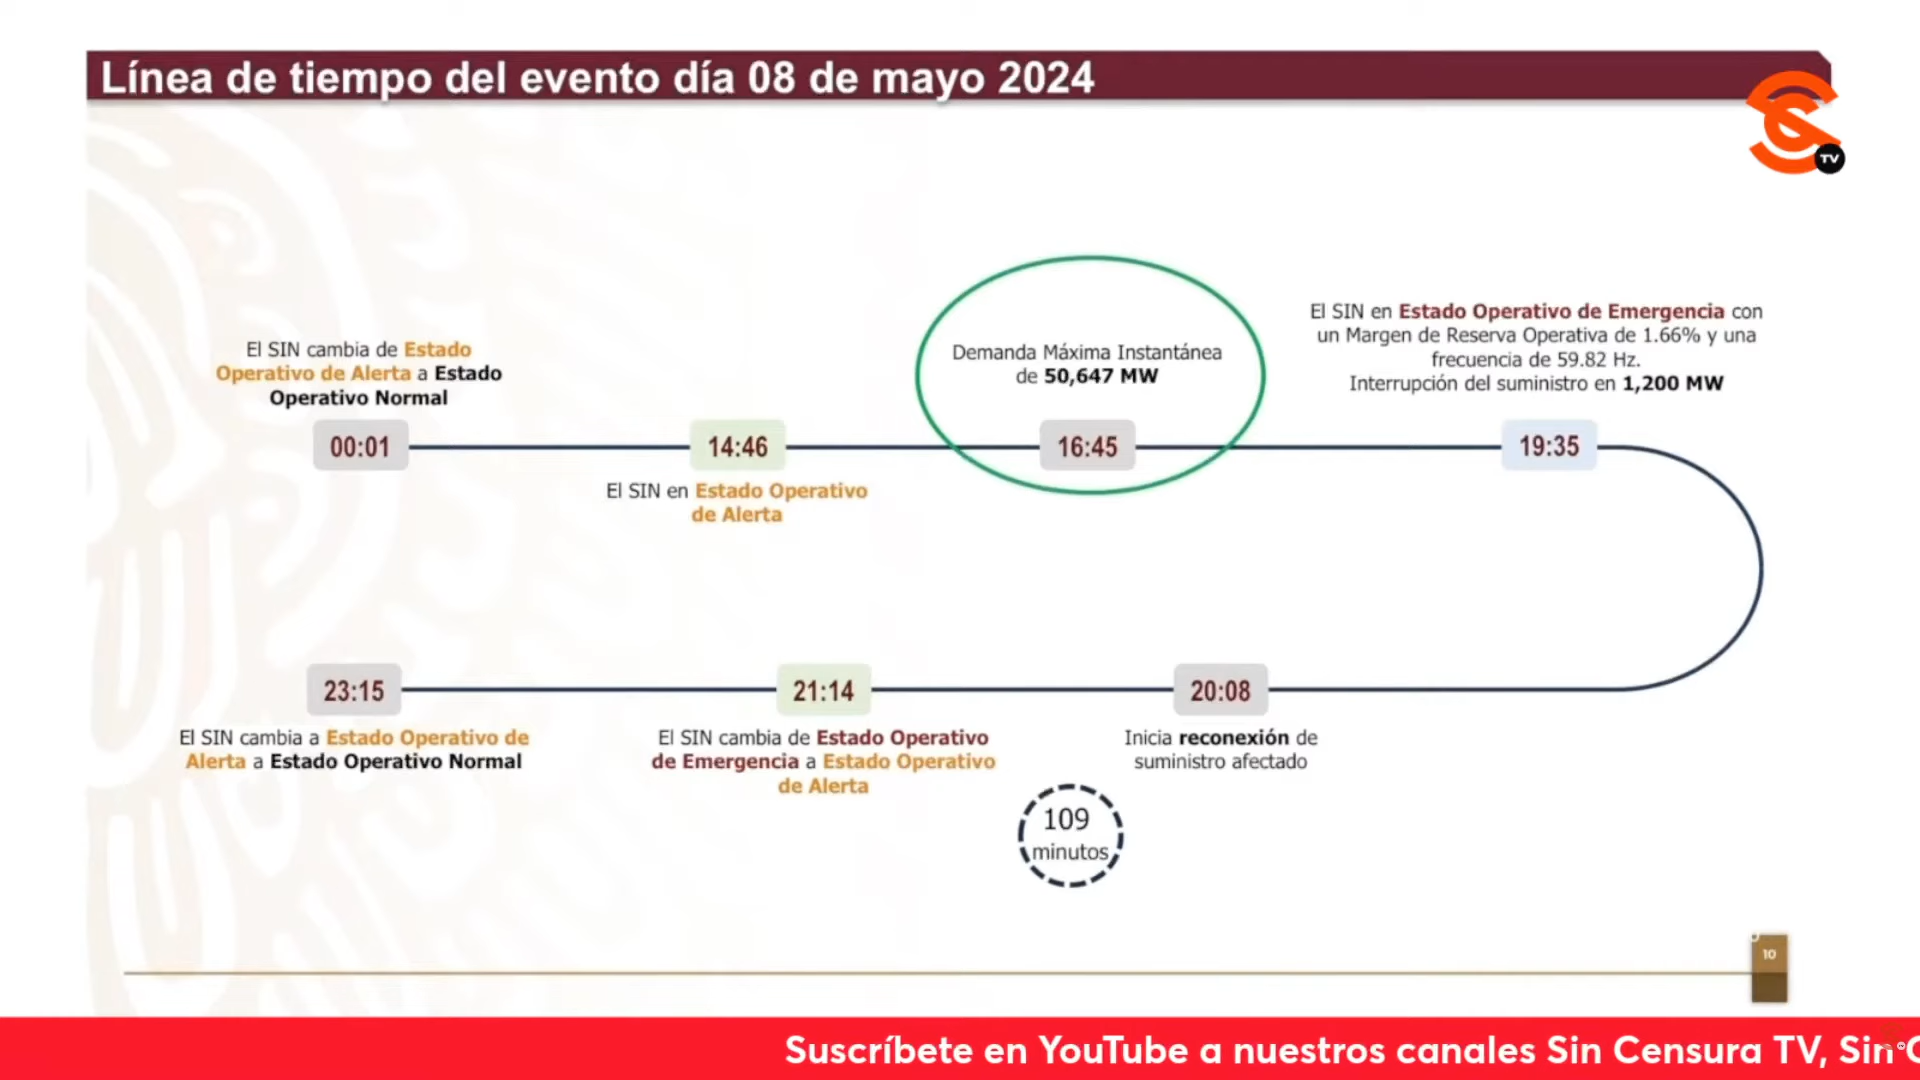 Línea de tiempo del evento día 08 de mayo 2024
TV
El SIN cambia de Estado
Operativo de Alerta a Estado
Operativo Normal
00:01
14:46
El SIN en Estado Operativo
de Alerta
Demanda Máxima Instantánea
de 50,647 MW
16:45
El SIN en Estado Operativo de Emergencia con
un Margen de Reserva Operativa de 1.66% y una
frecuencia de 59.82 Hz.
Interrupción del suministro en 1,200 MW
19:35
23:15
El SIN cambia a Estado Operativo de
Alerta a Estado Operativo Normal
21:14
El SIN cambia de Estado Operativo
de Emergencia a Estado Operativo
de Alerta
20:08
Inicia reconexión de
suministro afectado
109
minutos
10
Suscríbete en YouTube a nuestros canales Sin Censura TV, Sin C